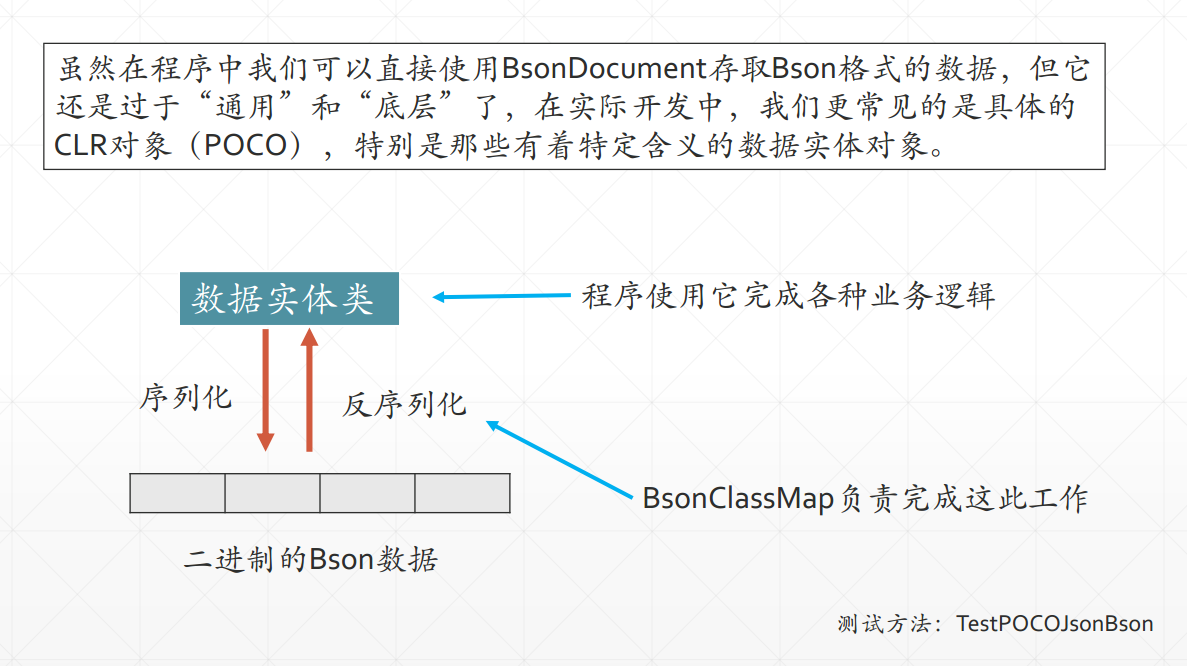 虽然在程序中我们可以直接使用BsonDocument存取Bson格式的数据，但它
还是过于“通用”和“底层”了，在实际开发中，我们更常见的是具体的
CLR对象（POCO），特别是那些有着特定含义的数据实体对象。
数据实体类
程序使用它完成各种业务逻辑
序列化
反序列化
BsonClassMap负责完成这此工作
二进制的Bson数据
测试方法：TestPOCOJsonBson